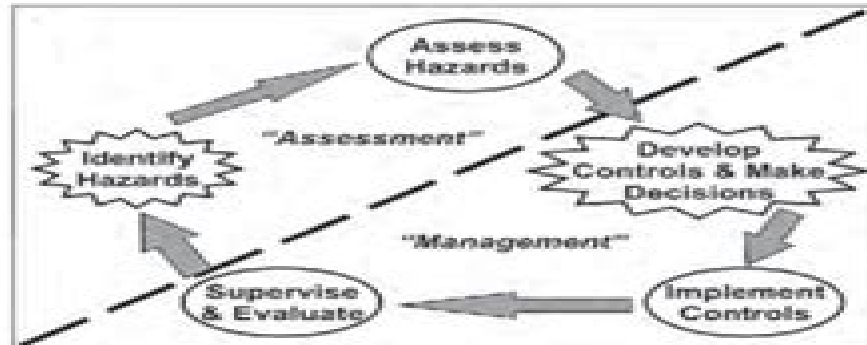 Assess
Hazards
"Assessment"
Identify
Hazards
Develop
Controls & Make
Decisions
"Management"
Supervise
& Evaluate
Implement
Controls